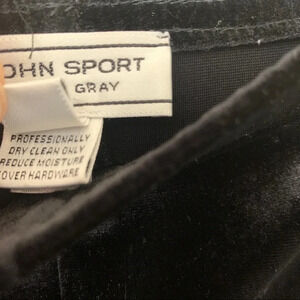 OHN SPORT
GRAY
PROFESSIONALLY
DRY CLEAN ONLY
REDUCE MOISTURE
COVER HARDWARE